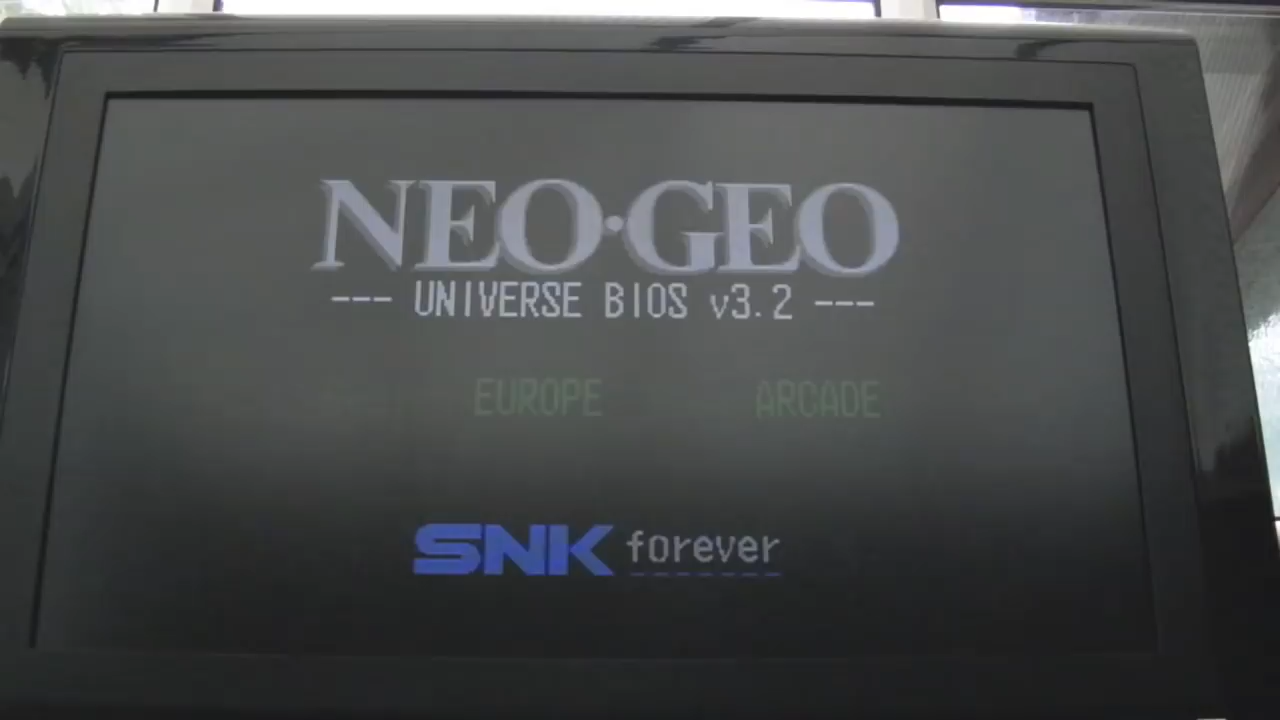 NEO·GEO
--- UNIVERSE BIOS v3.2 ---
EUROPE ARCADE
SNK forever